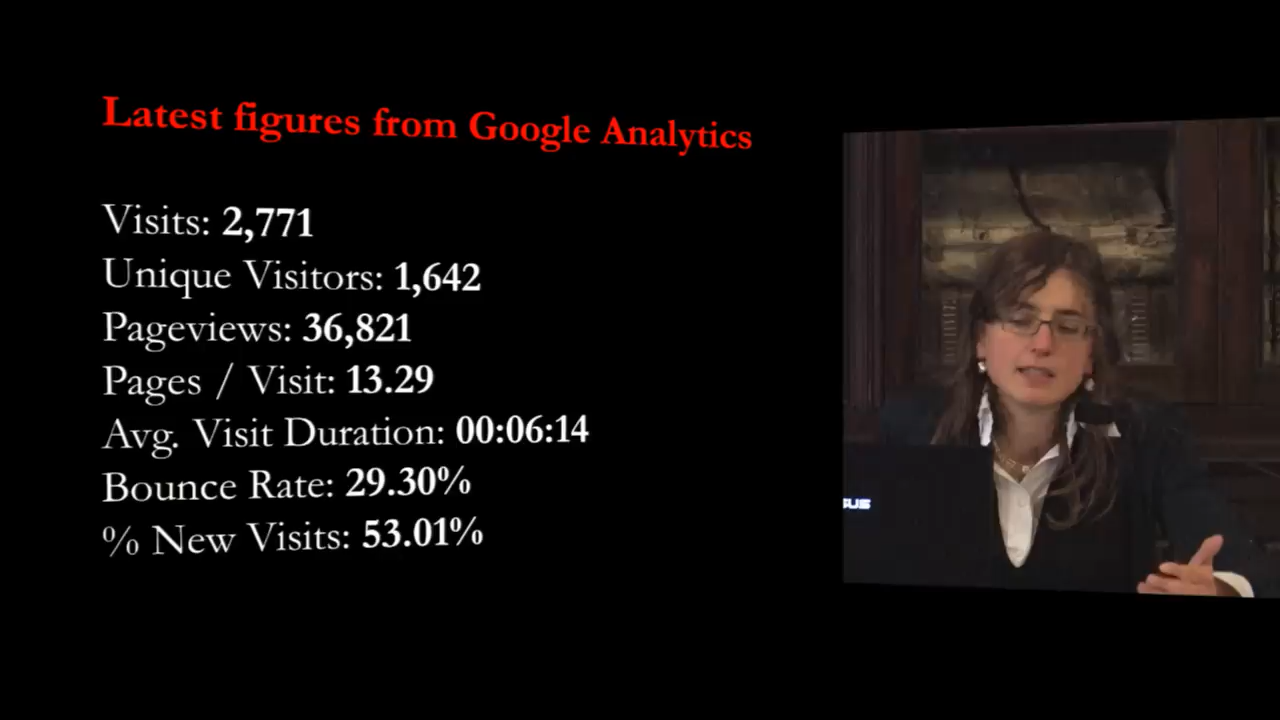 Latest figures from Google Analytics
Visits: 2,771
Unique Visitors: 1,642
Pageviews: 36,821
Pages / Visit: 13.29
Avg. Visit Duration: 00:06:14
Bounce Rate: 29.30%
% New Visits: 53.01%
SUS